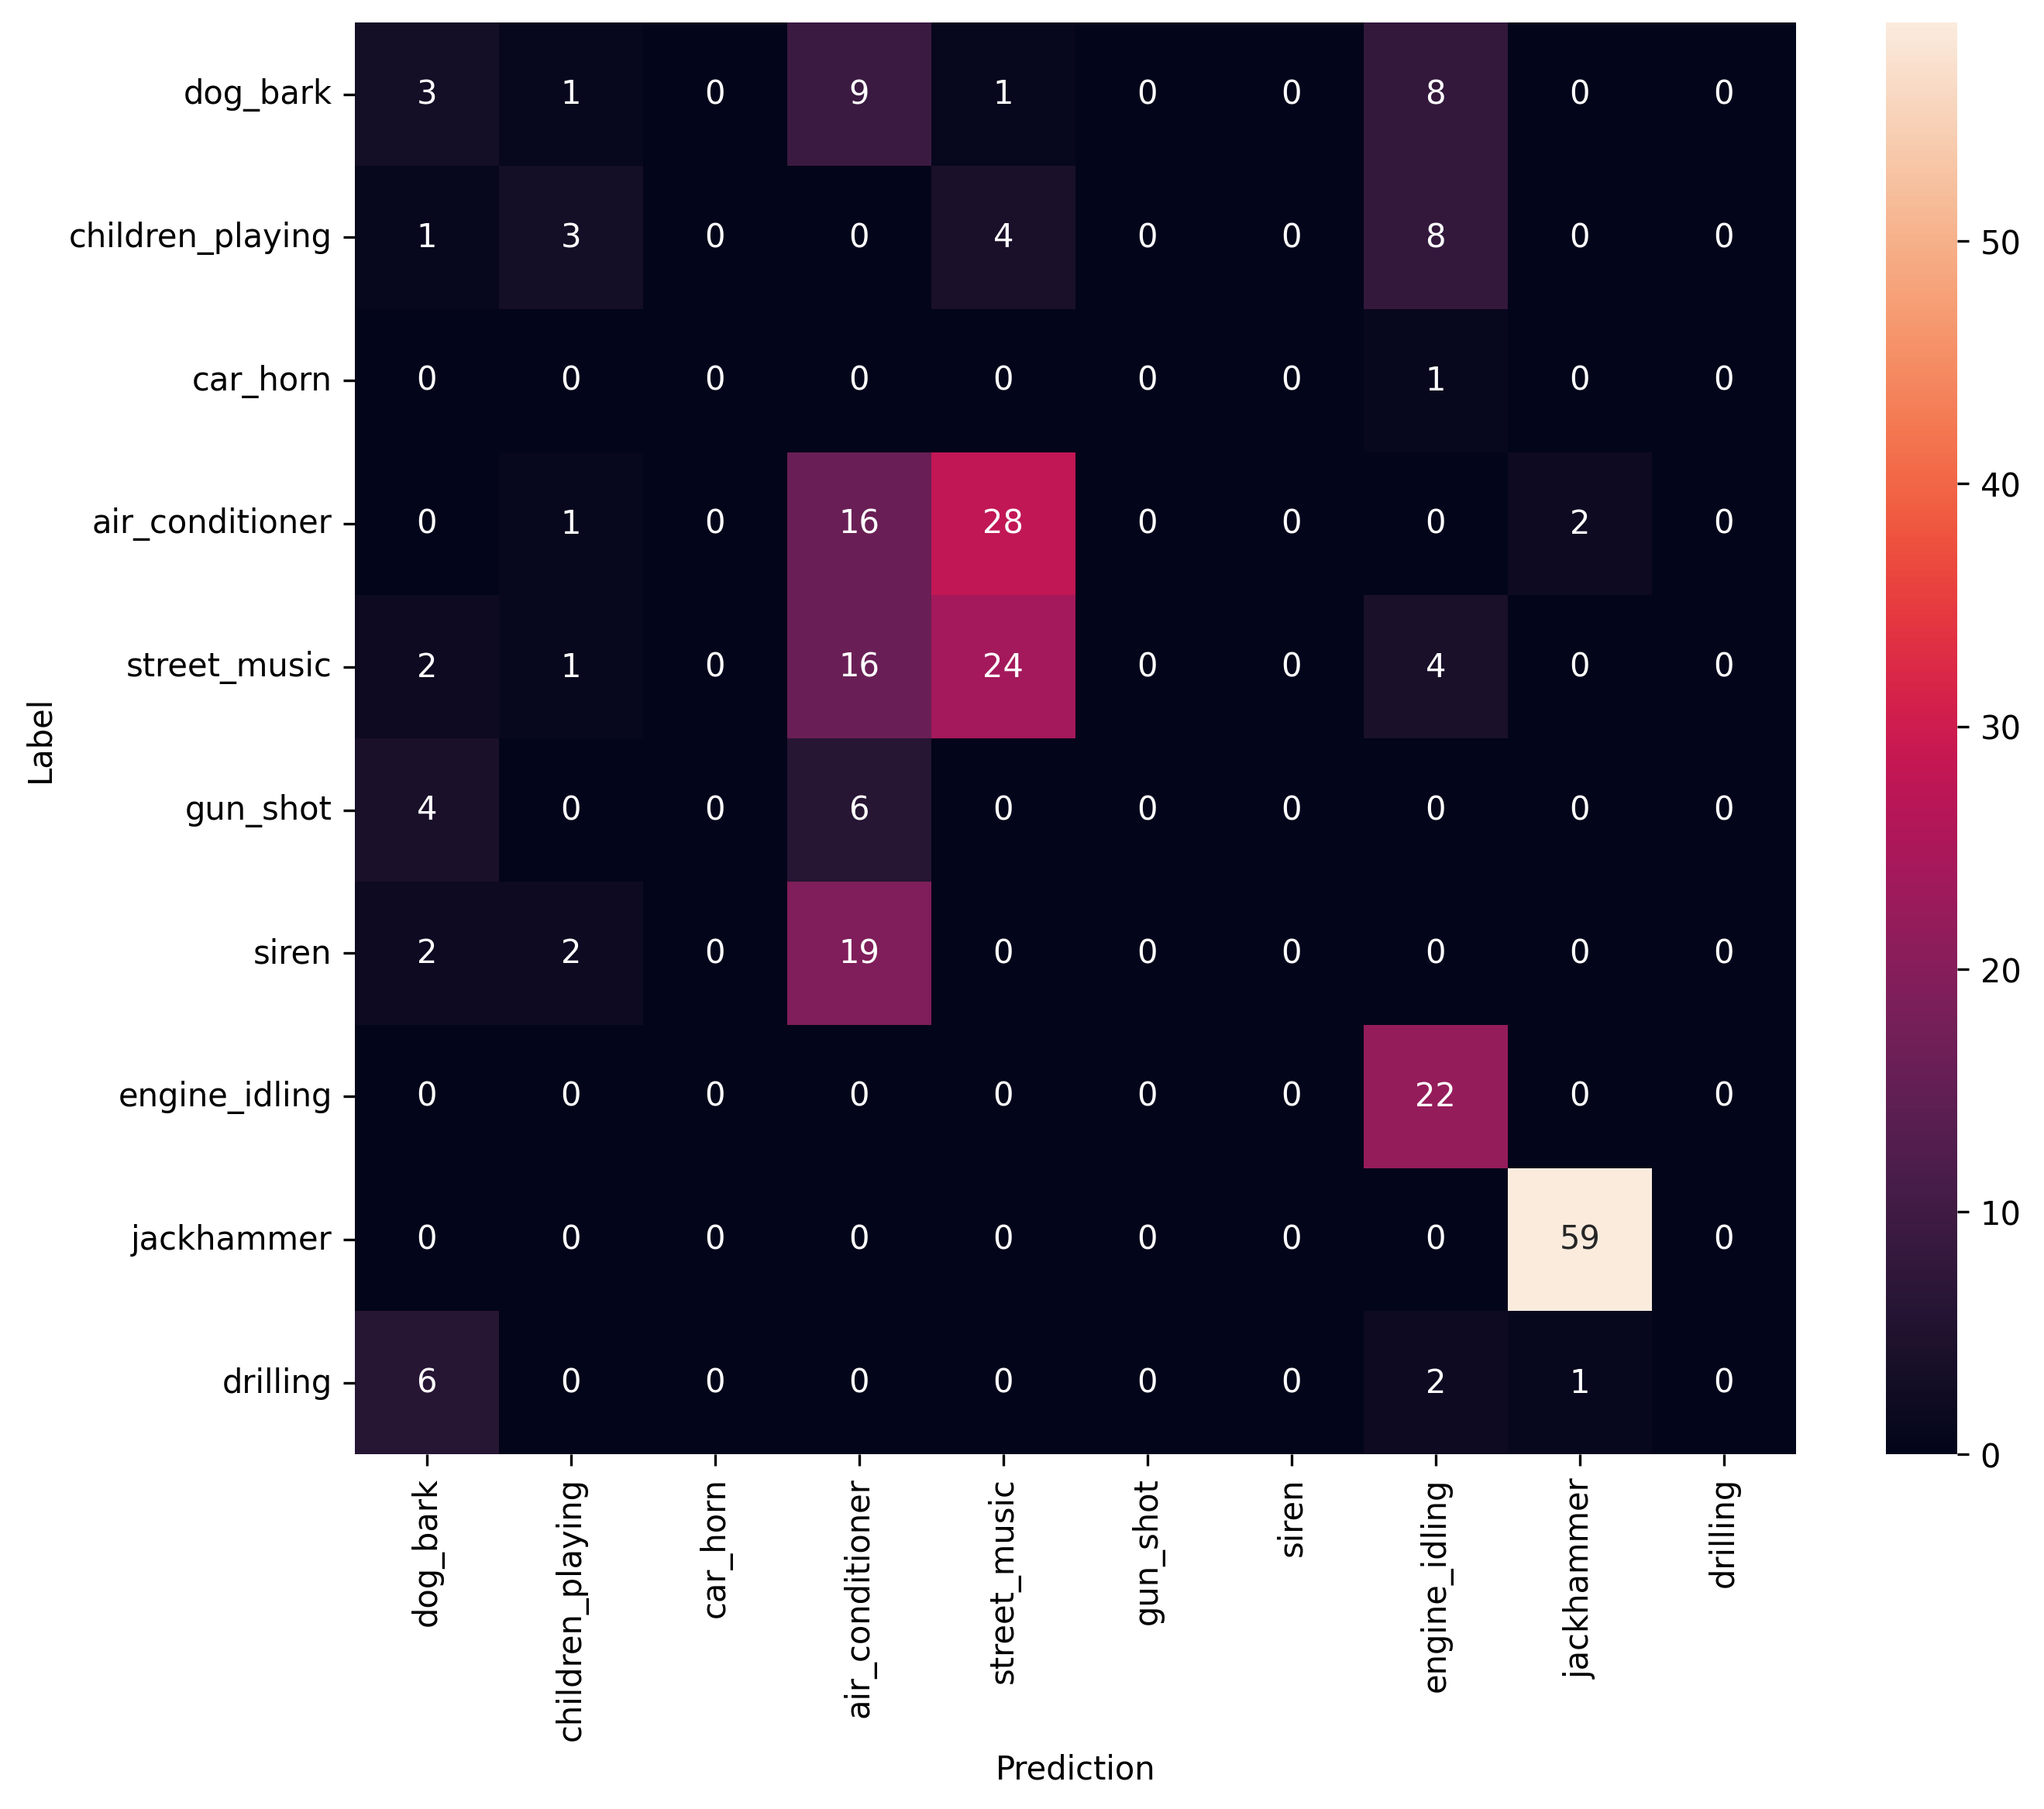 dog_bark 3 1 0 9 1 0 0 8 0 0
children_playing 1 3 0 0 4 0 0 8 0 0
car_horn 0 0 0 0 0 0 0 1 0 0
air_conditioner 0 1 0 16 28 0 0 0 2 0
street_music 2 1 0 16 24 0 0 4 0 0
gun_shot 4 0 0 6 0 0 0 0 0 0
siren 2 2 0 19 0 0 0 0 0 0
engine_idling 0 0 0 0 0 0 0 22 0 0
jackhammer 0 0 0 0 0 0 0 0 59 0
drilling 6 0 0 0 0 0 0 2 1 0
Label
dog_bark
children_playing
car_horn
air_conditioner
street_music
gun_shot
siren
engine_idling
jackhammer
drilling
Prediction
50
40
30
20
10
0